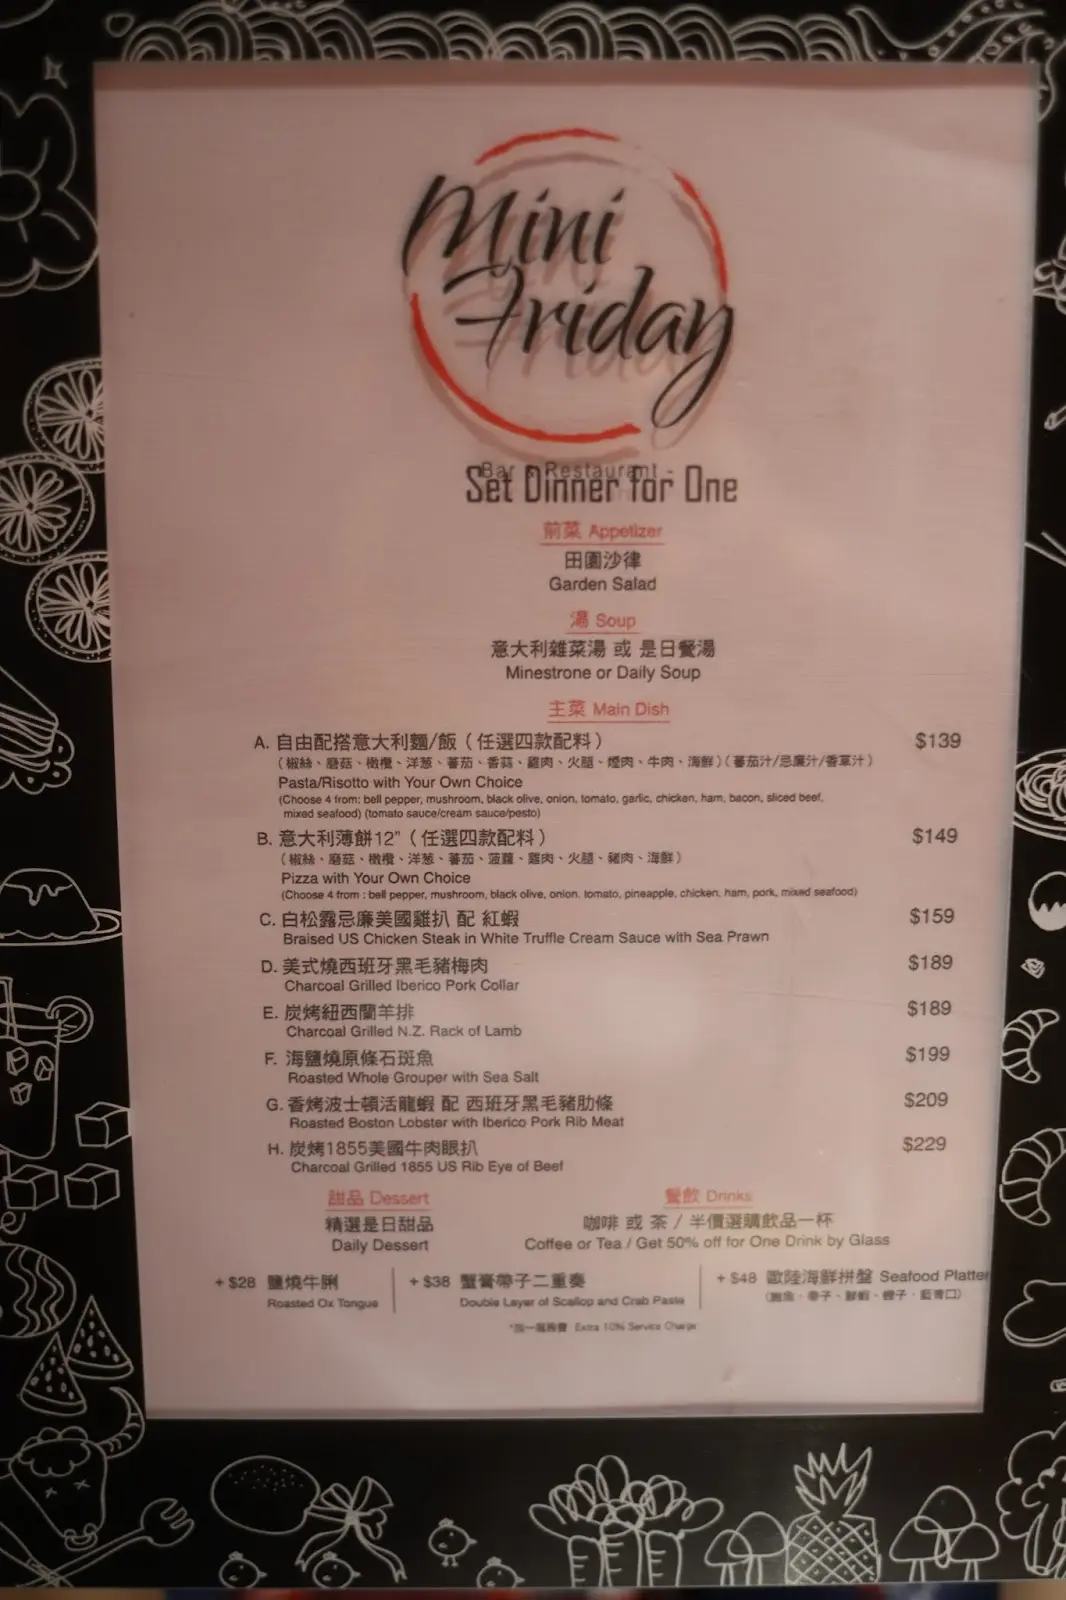 Mini
Friday
Bar & Restaurant
Set Dinner for One
前菜 Appetizer
田園沙律
Garden Salad
湯 Soup
意大利雜菜湯 或 是日餐湯
Minestrone or Daily Soup
主菜 Main Dish
A. 自由配搭意大利麵/飯（任選四款配料） $139
（椒絲、磨菇、橄欖、洋葱、蕃茄、香蒜、雞肉、火腿、煙肉、牛肉、海鮮）（蕃茄汁/忌廉汁/香草汁）
Pasta/Risotto with Your Own Choice
(Choose 4 from: bell pepper, mushroom, black olive, onion, tomato, garlic, chicken, ham, bacon, sliced beef,
mixed seafood) (tomato sauce/cream sauce/pesto)
B. 意大利薄餅12"（任選四款配料） $149
（椒絲、磨菇、橄欖、洋葱、蕃茄、菠蘿、雞肉、火腿、豬肉、海鮮）
Pizza with Your Own Choice
(Choose 4 from : bell pepper, mushroom, black olive, onion, tomato, pineapple, chicken, ham, pork, mixed seafood)
C. 白松露忌廉美國雞扒 配 紅蝦 $159
Braised US Chicken Steak in White Truffle Cream Sauce with Sea Prawn
D. 美式燒西班牙黑毛豬梅肉 $189
Charcoal Grilled Iberico Pork Collar
E. 炭烤紐西蘭羊排 $189
Charcoal Grilled N.Z. Rack of Lamb
F. 海鹽燒原條石斑魚 $199
Roasted Whole Grouper with Sea Salt
G. 香烤波士頓活龍蝦 配 西班牙黑毛豬肋條 $209
Roasted Boston Lobster with Iberico Pork Rib Meat
H. 炭烤1855美國牛肉眼扒 $229
Charcoal Grilled 1855 US Rib Eye of Beef
甜品 Dessert
精選是日甜品
Daily Dessert
餐飲 Drinks
咖啡 或 茶 / 半價選購飲品一杯
Coffee or Tea / Get 50% off for One Drink by Glass
+ $28 鹽燒牛脷
Roasted Ox Tongue
+ $38 蟹膏帶子二重奏
Double Layer of Scallop and Crab Paste
+ $48 歐陸海鮮拼盤 Seafood Platter
（鮑魚、帶子、鮮蝦、蟶子、藍青口）
*加一服務費 Extra 10% Service Charge